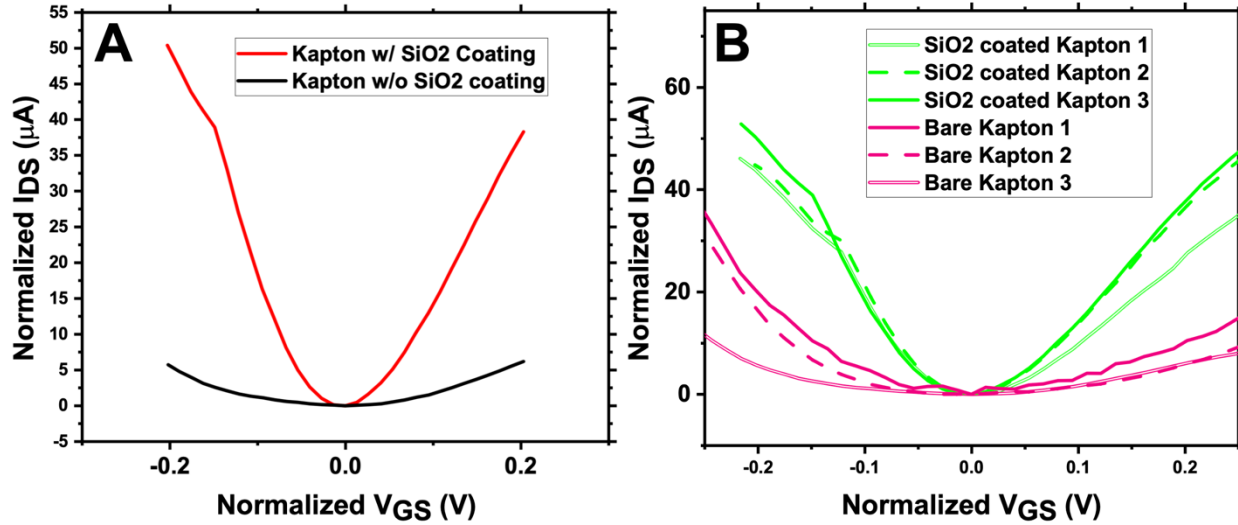 A
Kapton w/ SiO2 Coating
Kapton w/o SiO2 coating
Normalized IDS (μA)
55
50
45
40
35
30
25
20
15
10
5
0
-5
-0.2
0.0
0.2
Normalized VGS (V)
B
SiO2 coated Kapton 1
SiO2 coated Kapton 2
SiO2 coated Kapton 3
Bare Kapton 1
Bare Kapton 2
Bare Kapton 3
Normalized IDS (μA)
60
40
20
0
-0.2
-0.1
0.0
0.1
0.2
Normalized VGS (V)